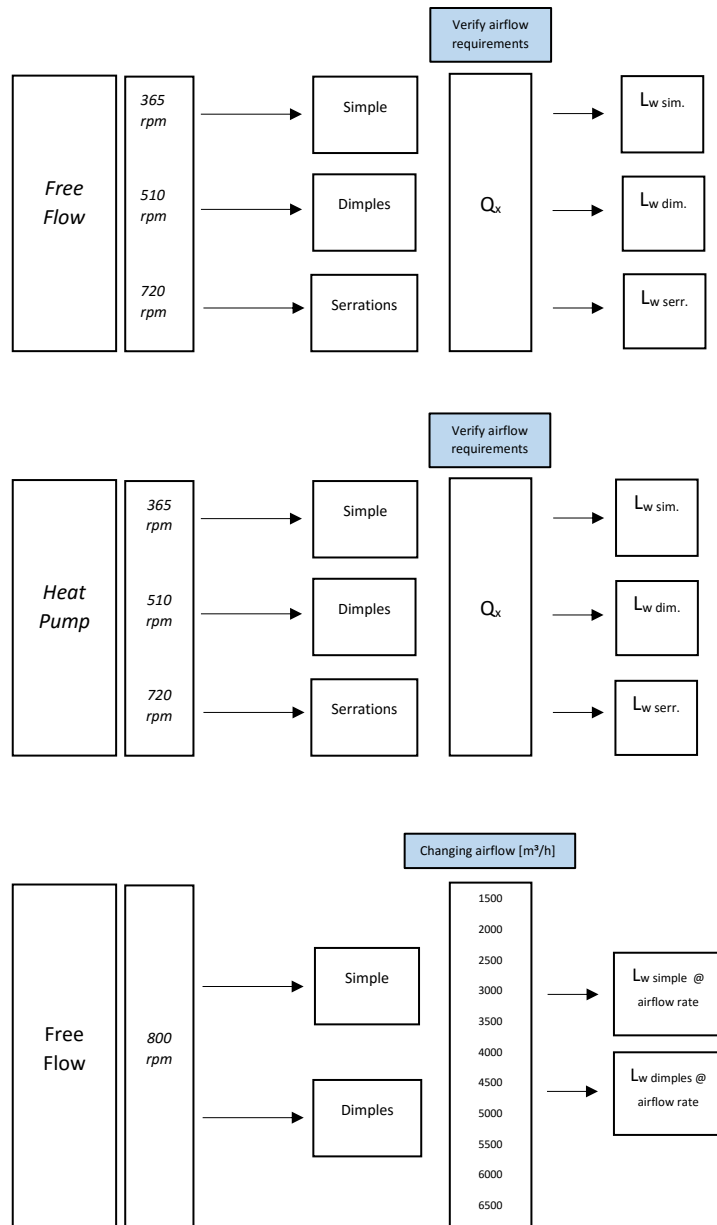 Verify airflow
requirements
Free
Flow
365
rpm
510
rpm
720
rpm
Simple
Dimples
Serrations
Qₓ
Lw sim.
Lw dim.
Lw serr.
Verify airflow
requirements
Heat
Pump
365
rpm
510
rpm
720
rpm
Simple
Dimples
Serrations
Qₓ
Lw sim.
Lw dim.
Lw serr.
Changing airflow [m³/h]
Free
Flow
800
rpm
Simple
Dimples
1500
2000
2500
3000
3500
4000
4500
5000
5500
6000
6500
Lw simple @
airflow rate
Lw dimples @
airflow rate